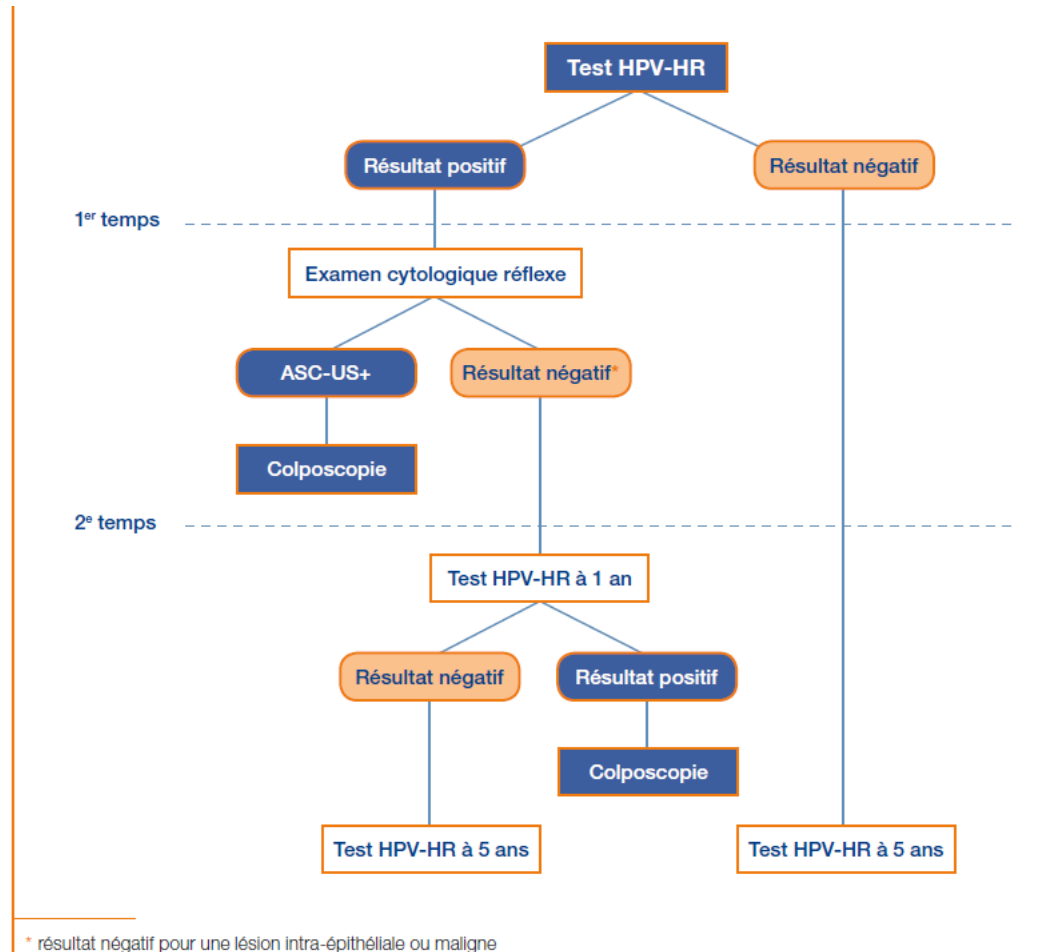 Test HPV-HR
Résultat positif
Résultat négatif
1er temps
Examen cytologique réflexe
ASC-US+
Résultat négatif*
Colposcopie
2e temps
Test HPV-HR à 1 an
Résultat négatif
Résultat positif
Colposcopie
Test HPV-HR à 5 ans
Test HPV-HR à 5 ans
* résultat négatif pour une lésion intra-épithéliale ou maligne